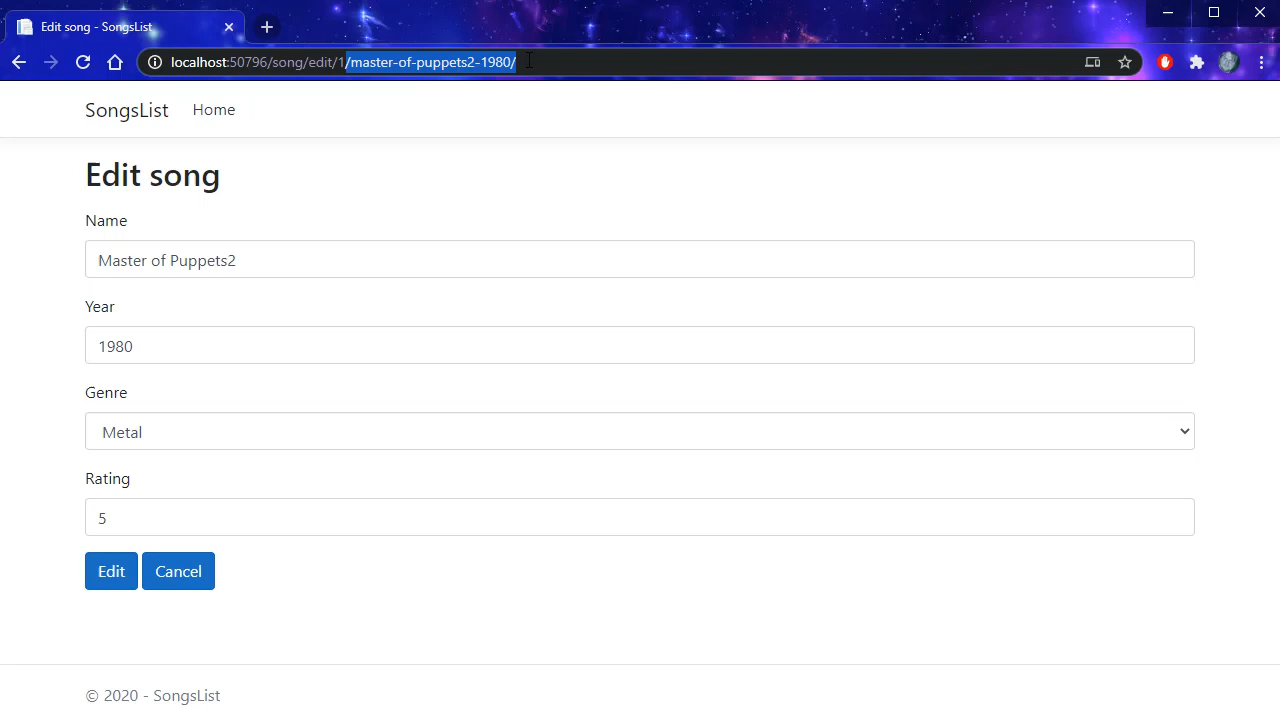 Edit song - SongsList
localhost:50796/song/edit/1/master-of-puppets2-1980/
SongsList Home
Edit song
Name
Master of Puppets2
Year
1980
Genre
Metal
Rating
5
Edit Cancel
© 2020 - SongsList